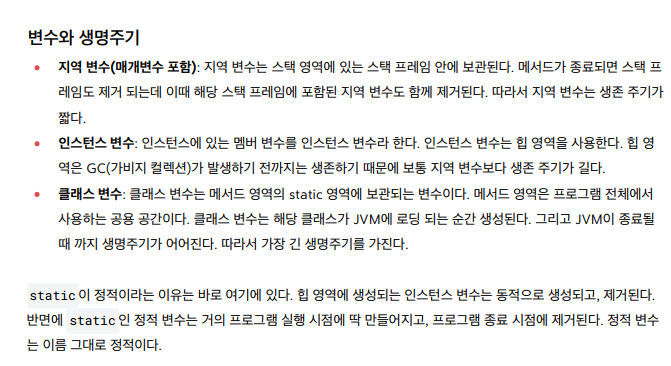 변수와 생명주기
지역 변수(매개변수 포함): 지역 변수는 스택 영역에 있는 스택 프레임 안에 보관된다. 메서드가 종료되면 스택 프
레임도 제거 되는데 이때 해당 스택 프레임에 포함된 지역 변수도 함께 제거된다. 따라서 지역 변수는 생존 주기가
짧다.
인스턴스 변수: 인스턴스에 있는 멤버 변수를 인스턴스 변수라 한다. 인스턴스 변수는 힙 영역을 사용한다. 힙 영
역은 GC(가비지 컬렉션)가 발생하기 전까지는 생존하기 때문에 보통 지역 변수보다 생존 주기가 길다.
클래스 변수: 클래스 변수는 메서드 영역의 static 영역에 보관되는 변수이다. 메서드 영역은 프로그램 전체에서
사용하는 공용 공간이다. 클래스 변수는 해당 클래스가 JVM에 로딩 되는 순간 생성된다. 그리고 JVM이 종료될
때 까지 생명주기가 어어진다. 따라서 가장 긴 생명주기를 가진다.
static이 정적이라는 이유는 바로 여기에 있다. 힙 영역에 생성되는 인스턴스 변수는 동적으로 생성되고, 제거된다.
반면에 static인 정적 변수는 거의 프로그램 실행 시점에 딱 만들어지고, 프로그램 종료 시점에 제거된다. 정적 변수
는 이름 그대로 정적이다.